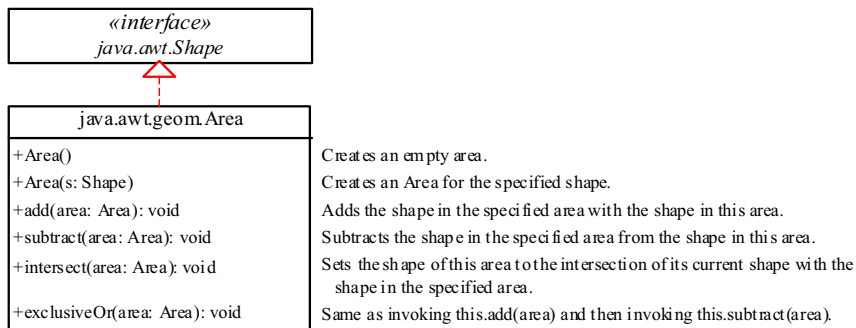 «interface»
java.awt.Shape
java.awt.geom.Area
+Area() Creates an empty area.
+Area(s: Shape) Creates an Area for the specified shape.
+add(area: Area): void Adds the shape in the specified area with the shape in this area.
+subtract(area: Area): void Subtracts the shape in the specified area from the shape in this area.
+intersect(area: Area): void Sets the shape of this area to the intersection of its current shape with the
shape in the specified area.
+exclusiveOr(area: Area): void Same as invoking this.add(area) and then invoking this.subtract(area).